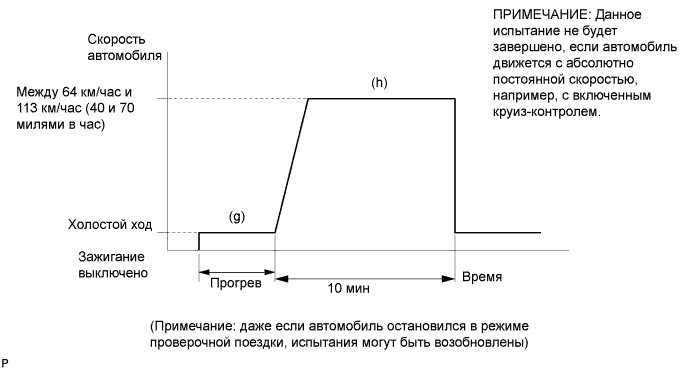 ПРИМЕЧАНИЕ: Данное
испытание не будет
завершено, если автомобиль
движется с абсолютно
постоянной скоростью,
например, с включенным
круиз-контролем.
Скорость
автомобиля
(h)
Между 64 км/час и
113 км/час (40 и 70
милями в час)
(g)
Холостой ход
Зажигание
выключено
Прогрев
10 мин
Время
(Примечание: даже если автомобиль остановился в режиме
проверочной поездки, испытания могут быть возобновлены)
P